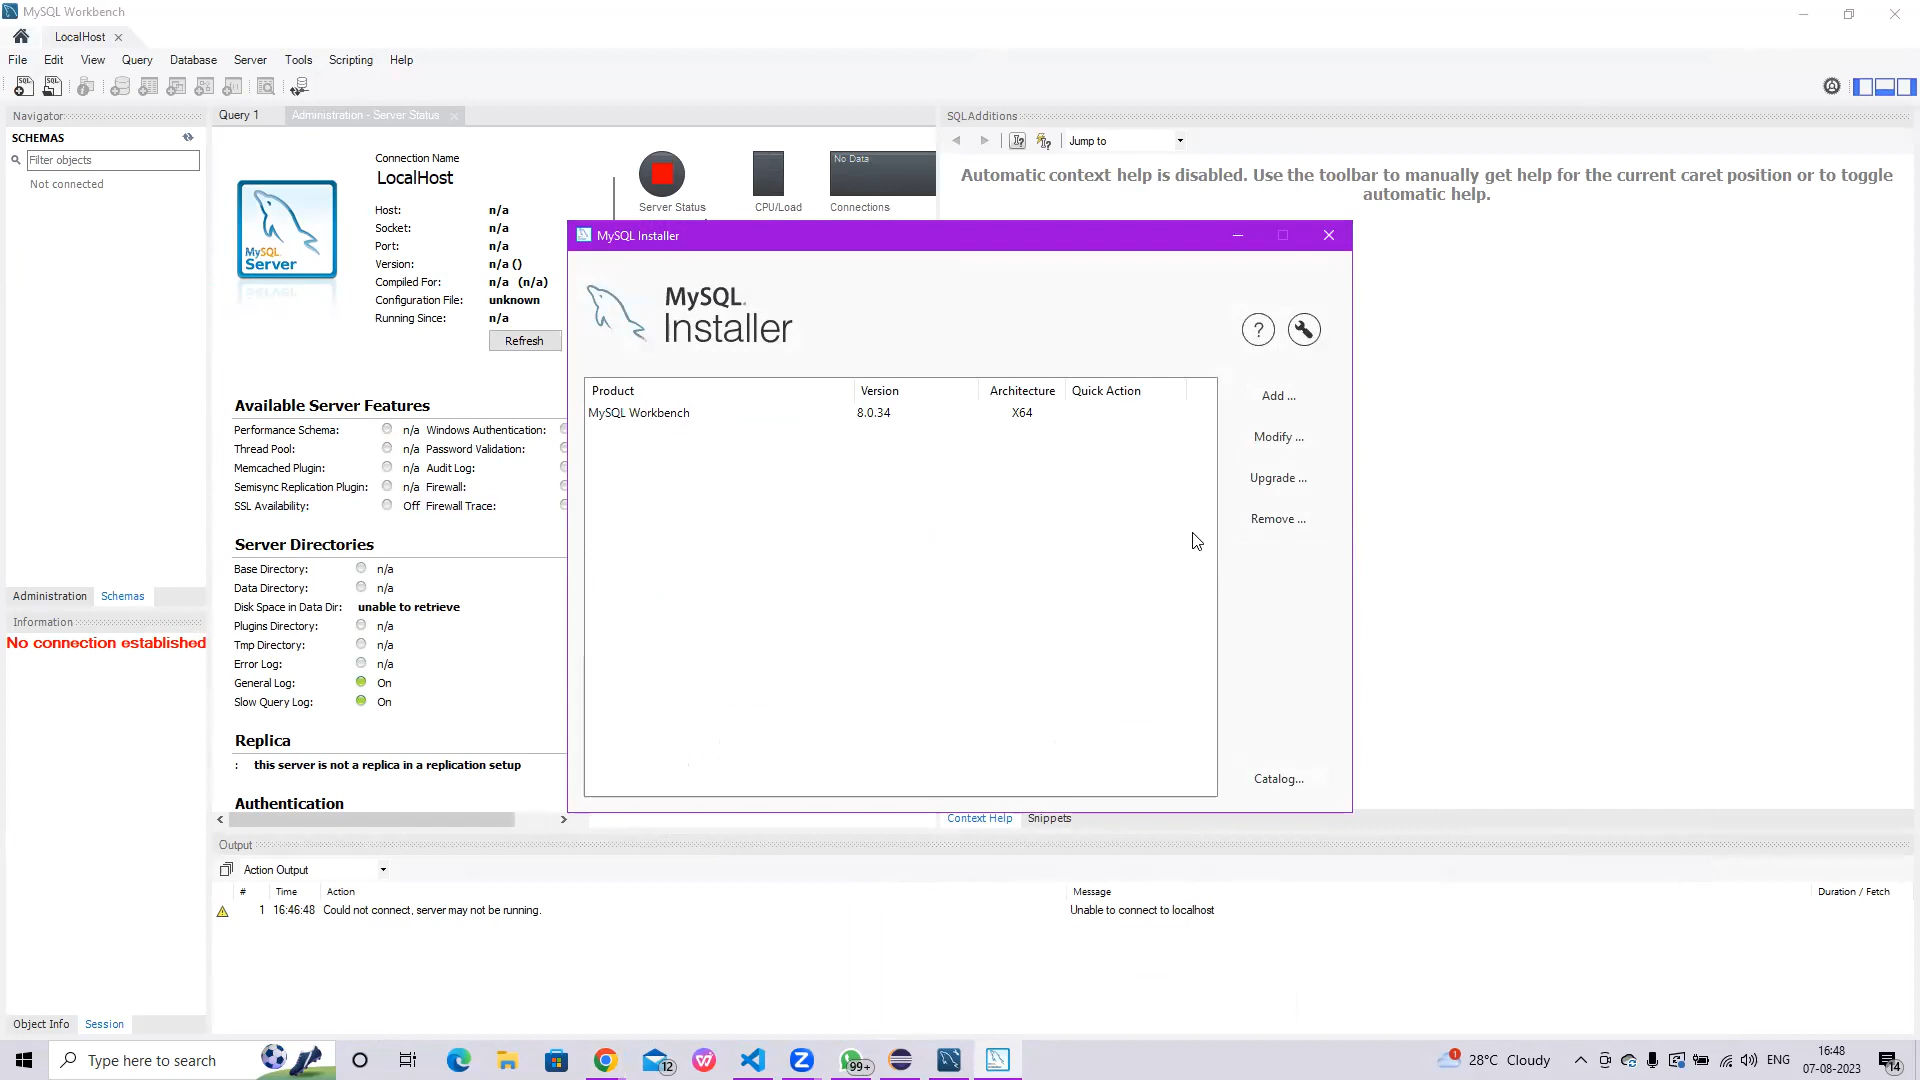 MySQL Workbench
LocalHost
File Edit View Query Database Server Tools Scripting Help
Navigator
SCHEMAS
Filter objects
Not connected
Administration Schemas
Information
No connection established
Object Info Session
Query 1 Administration - Server Status
MySQL
Server
Connection Name
LocalHost
Host: n/a
Socket: n/a
Port: n/a
Version: n/a ()
Compiled For: n/a (n/a)
Configuration File: unknown
Running Since: n/a
Refresh
Server Status
CPU/Load
No Data
Connections
Available Server Features
Performance Schema: n/a Windows Authentication:
Thread Pool: n/a Password Validation:
Memcached Plugin: n/a Audit Log:
Semisync Replication Plugin: n/a Firewall:
SSL Availability: Off Firewall Trace:
Server Directories
Base Directory: n/a
Data Directory: n/a
Disk Space in Data Dir: unable to retrieve
Plugins Directory: n/a
Tmp Directory: n/a
Error Log: n/a
General Log: On
Slow Query Log: On
Replica
: this server is not a replica in a replication setup
Authentication
SQLAdditions
Jump to
Automatic context help is disabled. Use the toolbar to manually get help for the current caret position or to toggle
automatic help.
Context Help Snippets
MySQL Installer
MySQL.
Installer
?
Product Version Architecture Quick Action
MySQL Workbench 8.0.34 X64
Add ...
Modify ...
Upgrade ...
Remove ...
Catalog...
Output
Action Output
# Time Action Message Duration / Fetch
1 16:46:48 Could not connect, server may not be running. Unable to connect to localhost
Type here to search
12
99+
1
28°C Cloudy
ENG
16:48
07-08-2023
14